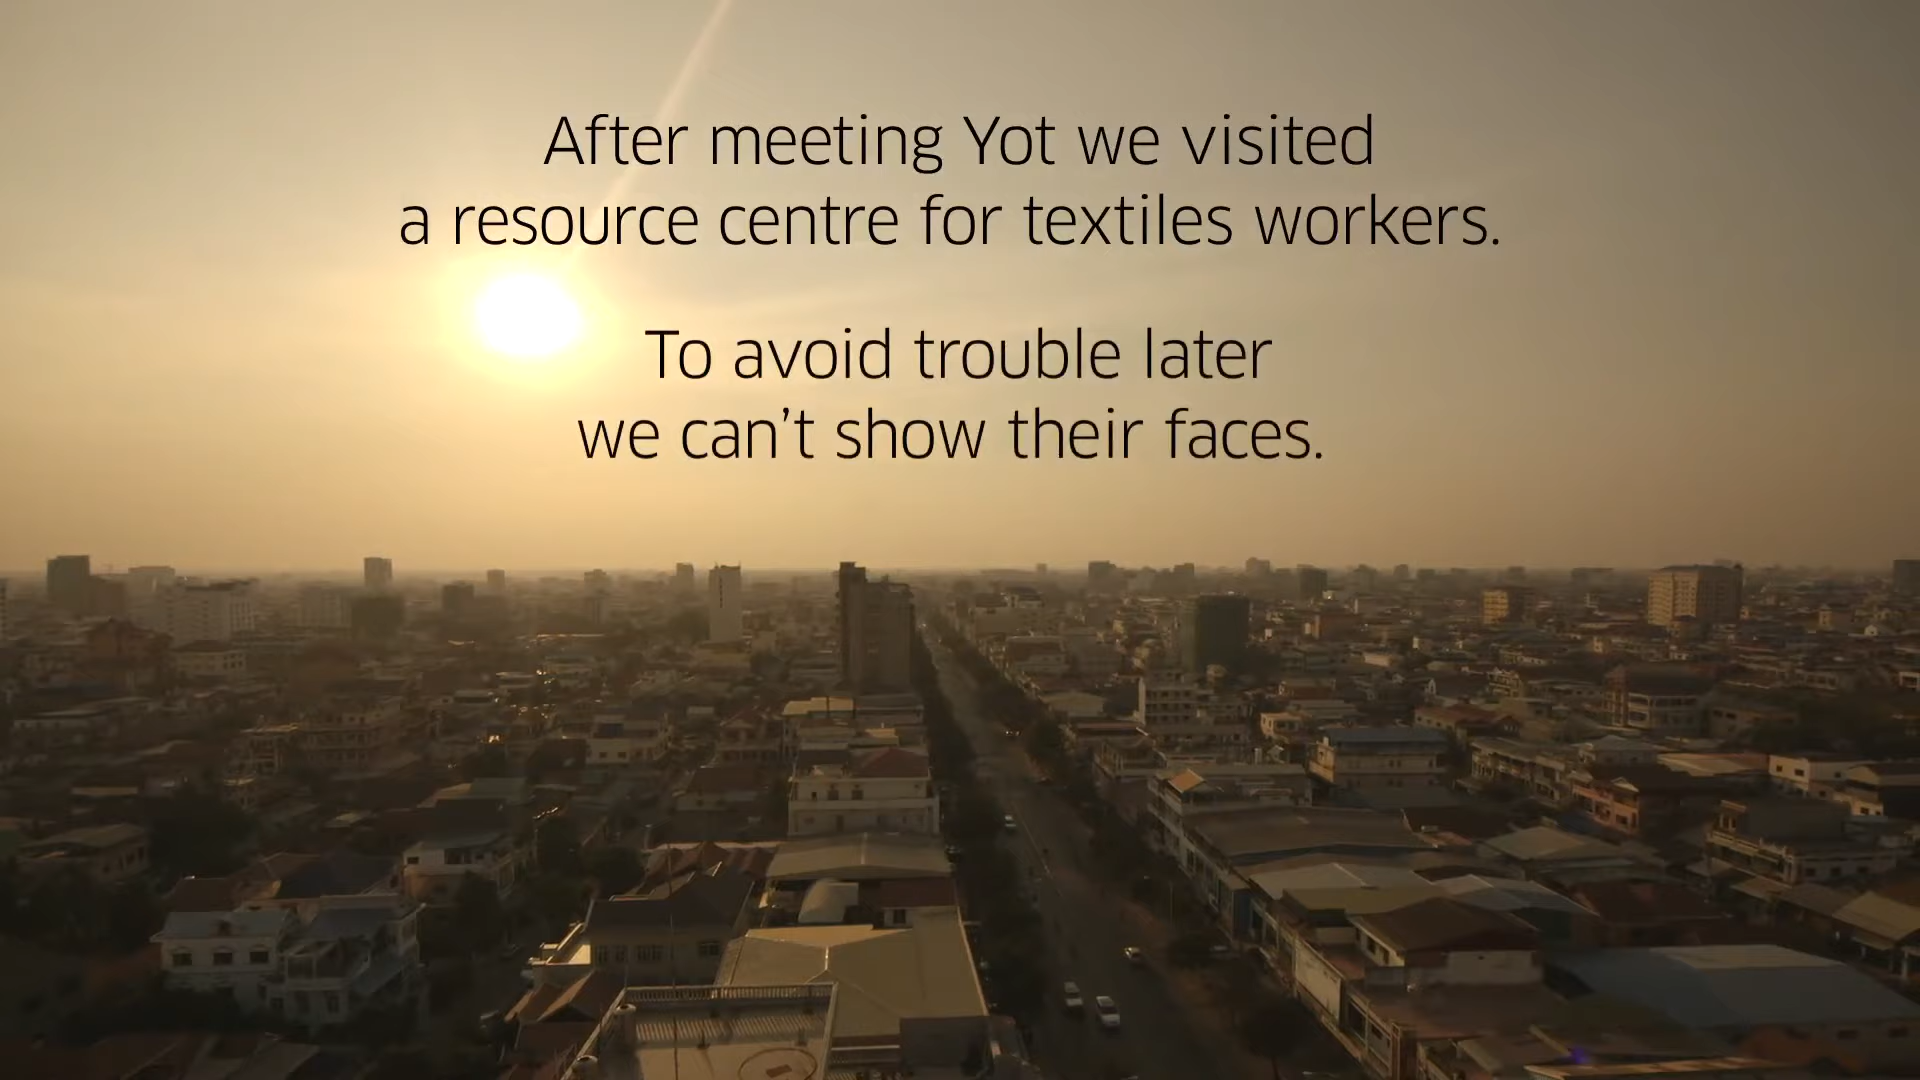 After meeting Yot we visited
a resource centre for textiles workers.
To avoid trouble later
we can’t show their faces.